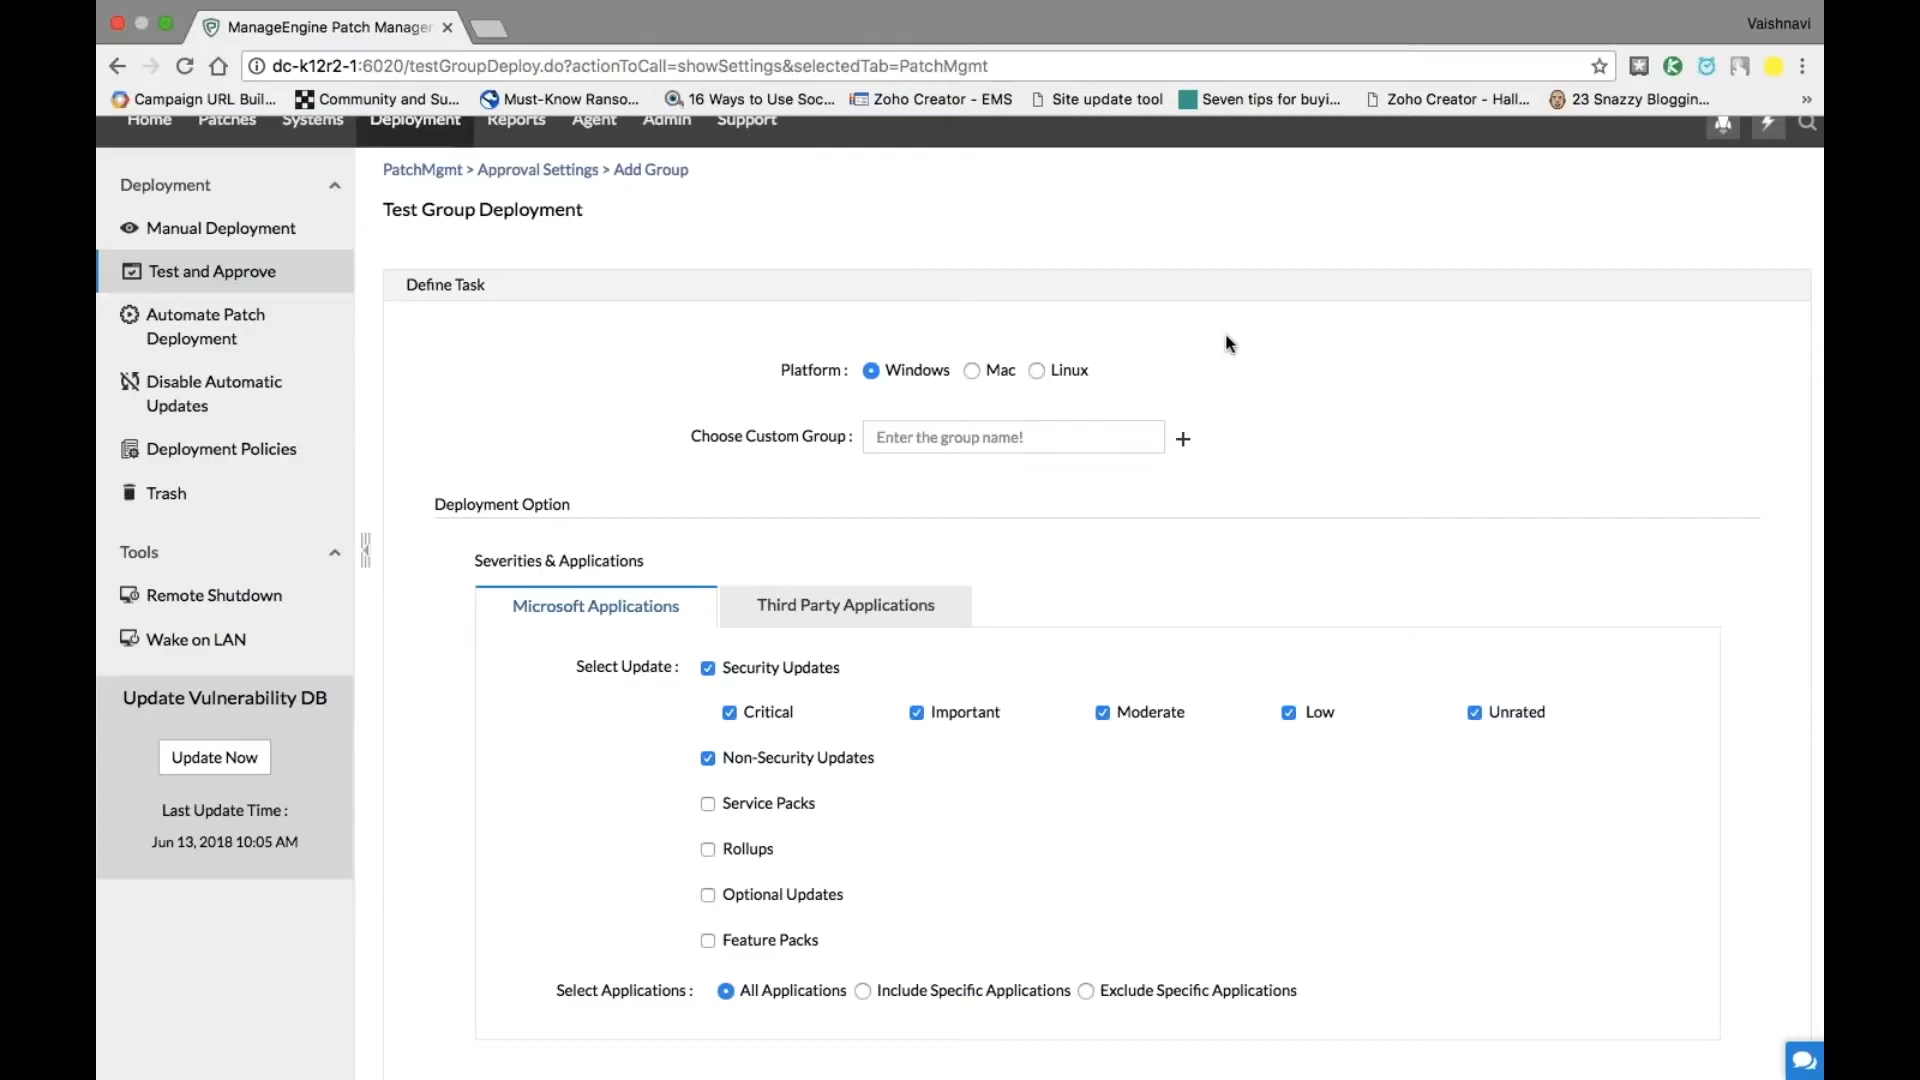 ManageEngine Patch Manager
Vaishnavi
dc-k12r2-1:6020/testGroupDeploy.do?actionToCall=showSettings&selectedTab=PatchMgmt
Campaign URL Buil... Community and Su... Must-Know Ranso... 16 Ways to Use Soc... Zoho Creator - EMS Site update tool Seven tips for buyi... Zoho Creator - Hall... 23 Snazzy Bloggin... »
Home Patches Systems Deployment Reports Agent Admin Support
PatchMgmt > Approval Settings > Add Group
Test Group Deployment
Deployment
Manual Deployment
Test and Approve
Automate Patch
Deployment
Disable Automatic
Updates
Deployment Policies
Trash
Tools
Remote Shutdown
Wake on LAN
Update Vulnerability DB
Update Now
Last Update Time :
Jun 13, 2018 10:05 AM
Define Task
Platform : Windows Mac Linux
Choose Custom Group : Enter the group name! +
Deployment Option
Severities & Applications
Microsoft Applications Third Party Applications
Select Update : Security Updates
Critical Important Moderate Low Unrated
Non-Security Updates
Service Packs
Rollups
Optional Updates
Feature Packs
Select Applications : All Applications Include Specific Applications Exclude Specific Applications